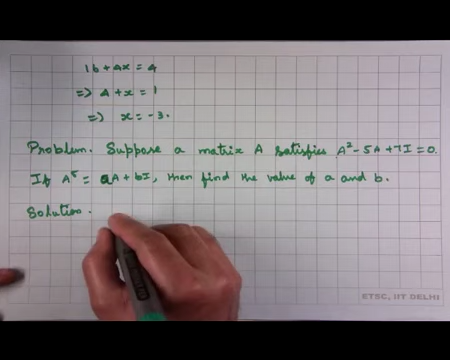 16 + 4x = 4
=> 4 + x = 1
=> x = -3.
Problem. Suppose a matrix A satisfies A² - 5A + 7I = 0.
If A⁵ = aA + bI, then find the value of a and b.
Solution.
ETSC, IIT DELHI